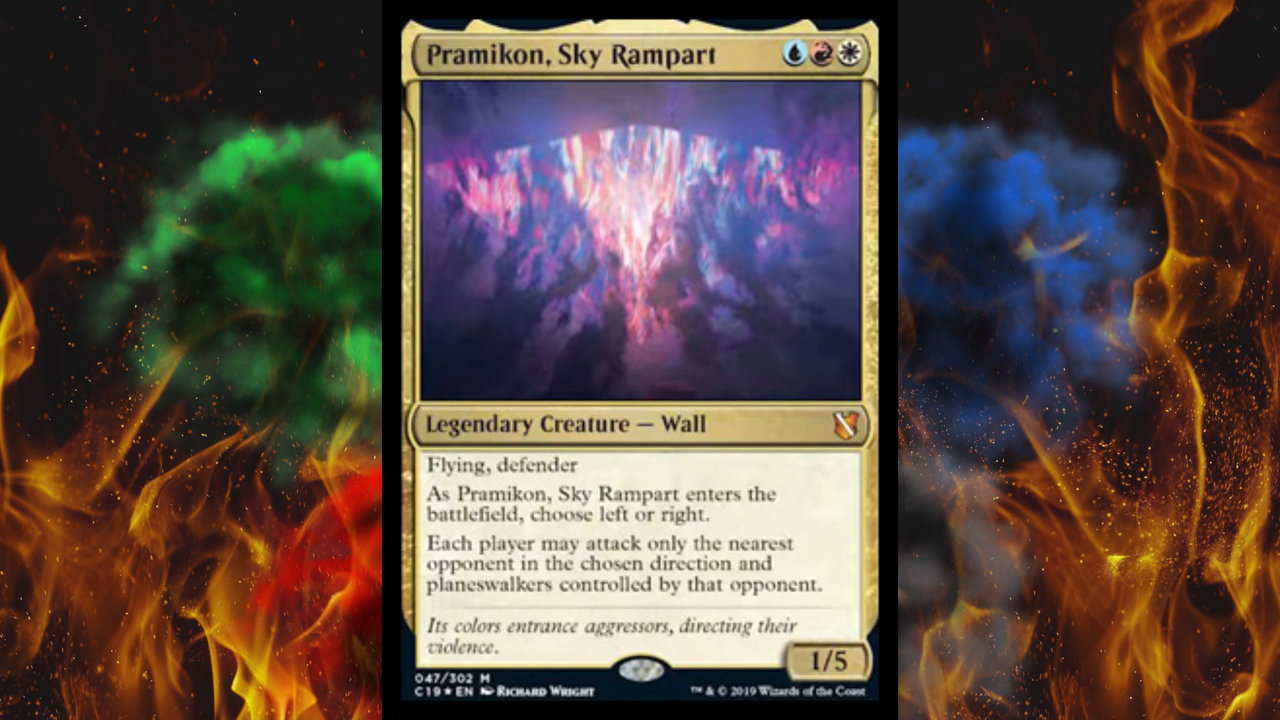 Pramikon, Sky Rampart
Legendary Creature — Wall
Flying, defender
As Pramikon, Sky Rampart enters the
battlefield, choose left or right.
Each player may attack only the nearest
opponent in the chosen direction and
planeswalkers controlled by that opponent.
Its colors entrance aggressors, directing their
violence.
1/5
047/302 M
C19 ★ EN Richard Wright
™ & © 2019 Wizards of the Coast